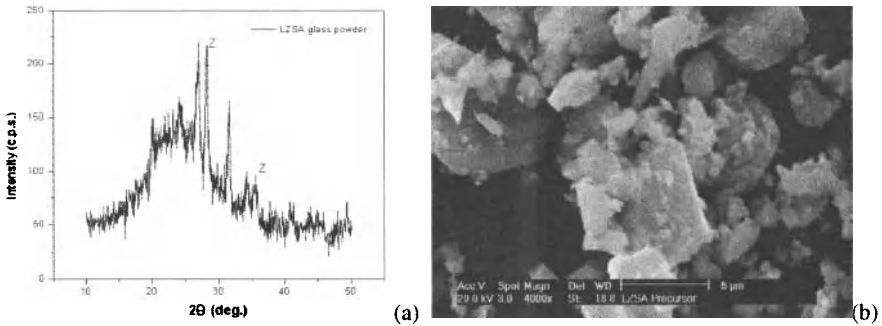 250
200
150
100
50
0
Intensity (c.p.s.)
LZSA glass powder
Z
Z
10 20 30 40 50
2Θ (deg.)
(a)
Acc.V Spot Magn Det WD 5 µm
20.0 kV 3.0 4000x SE 18.8 LZSA Precursor
(b)